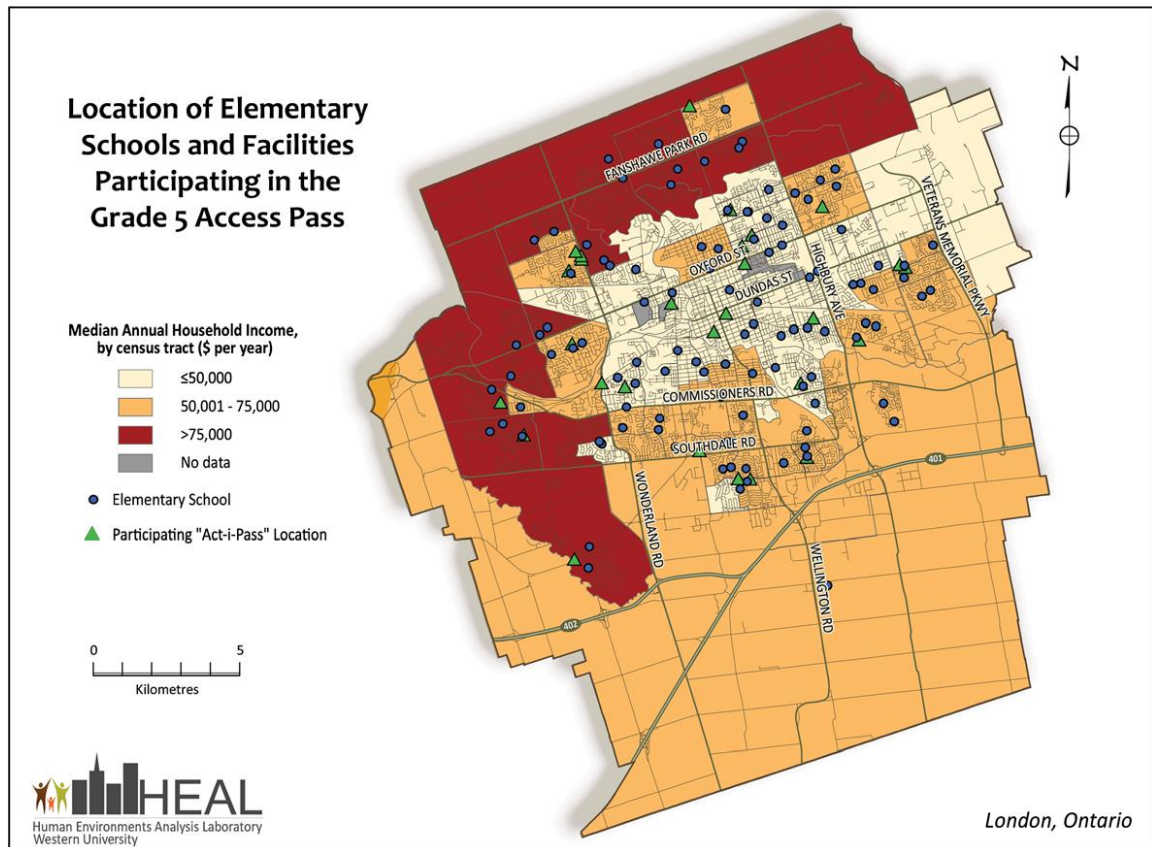 Location of Elementary
Schools and Facilities
Participating in the
Grade 5 Access Pass
Median Annual Household Income,
by census tract ($ per year)
≤50,000
50,001 - 75,000
>75,000
No data
Elementary School
Participating "Act-i-Pass" Location
0 5
Kilometres
HEAL
Human Environments Analysis Laboratory
Western University
N
FANSHAWE PARK RD
VETERANS MEMORIAL PKWY
OXFORD ST
HIGHBURY AVE
DUNDAS ST
COMMISSIONERS RD
SOUTHDALE RD
401
WONDERLAND RD
WELLINGTON RD
402
London, Ontario